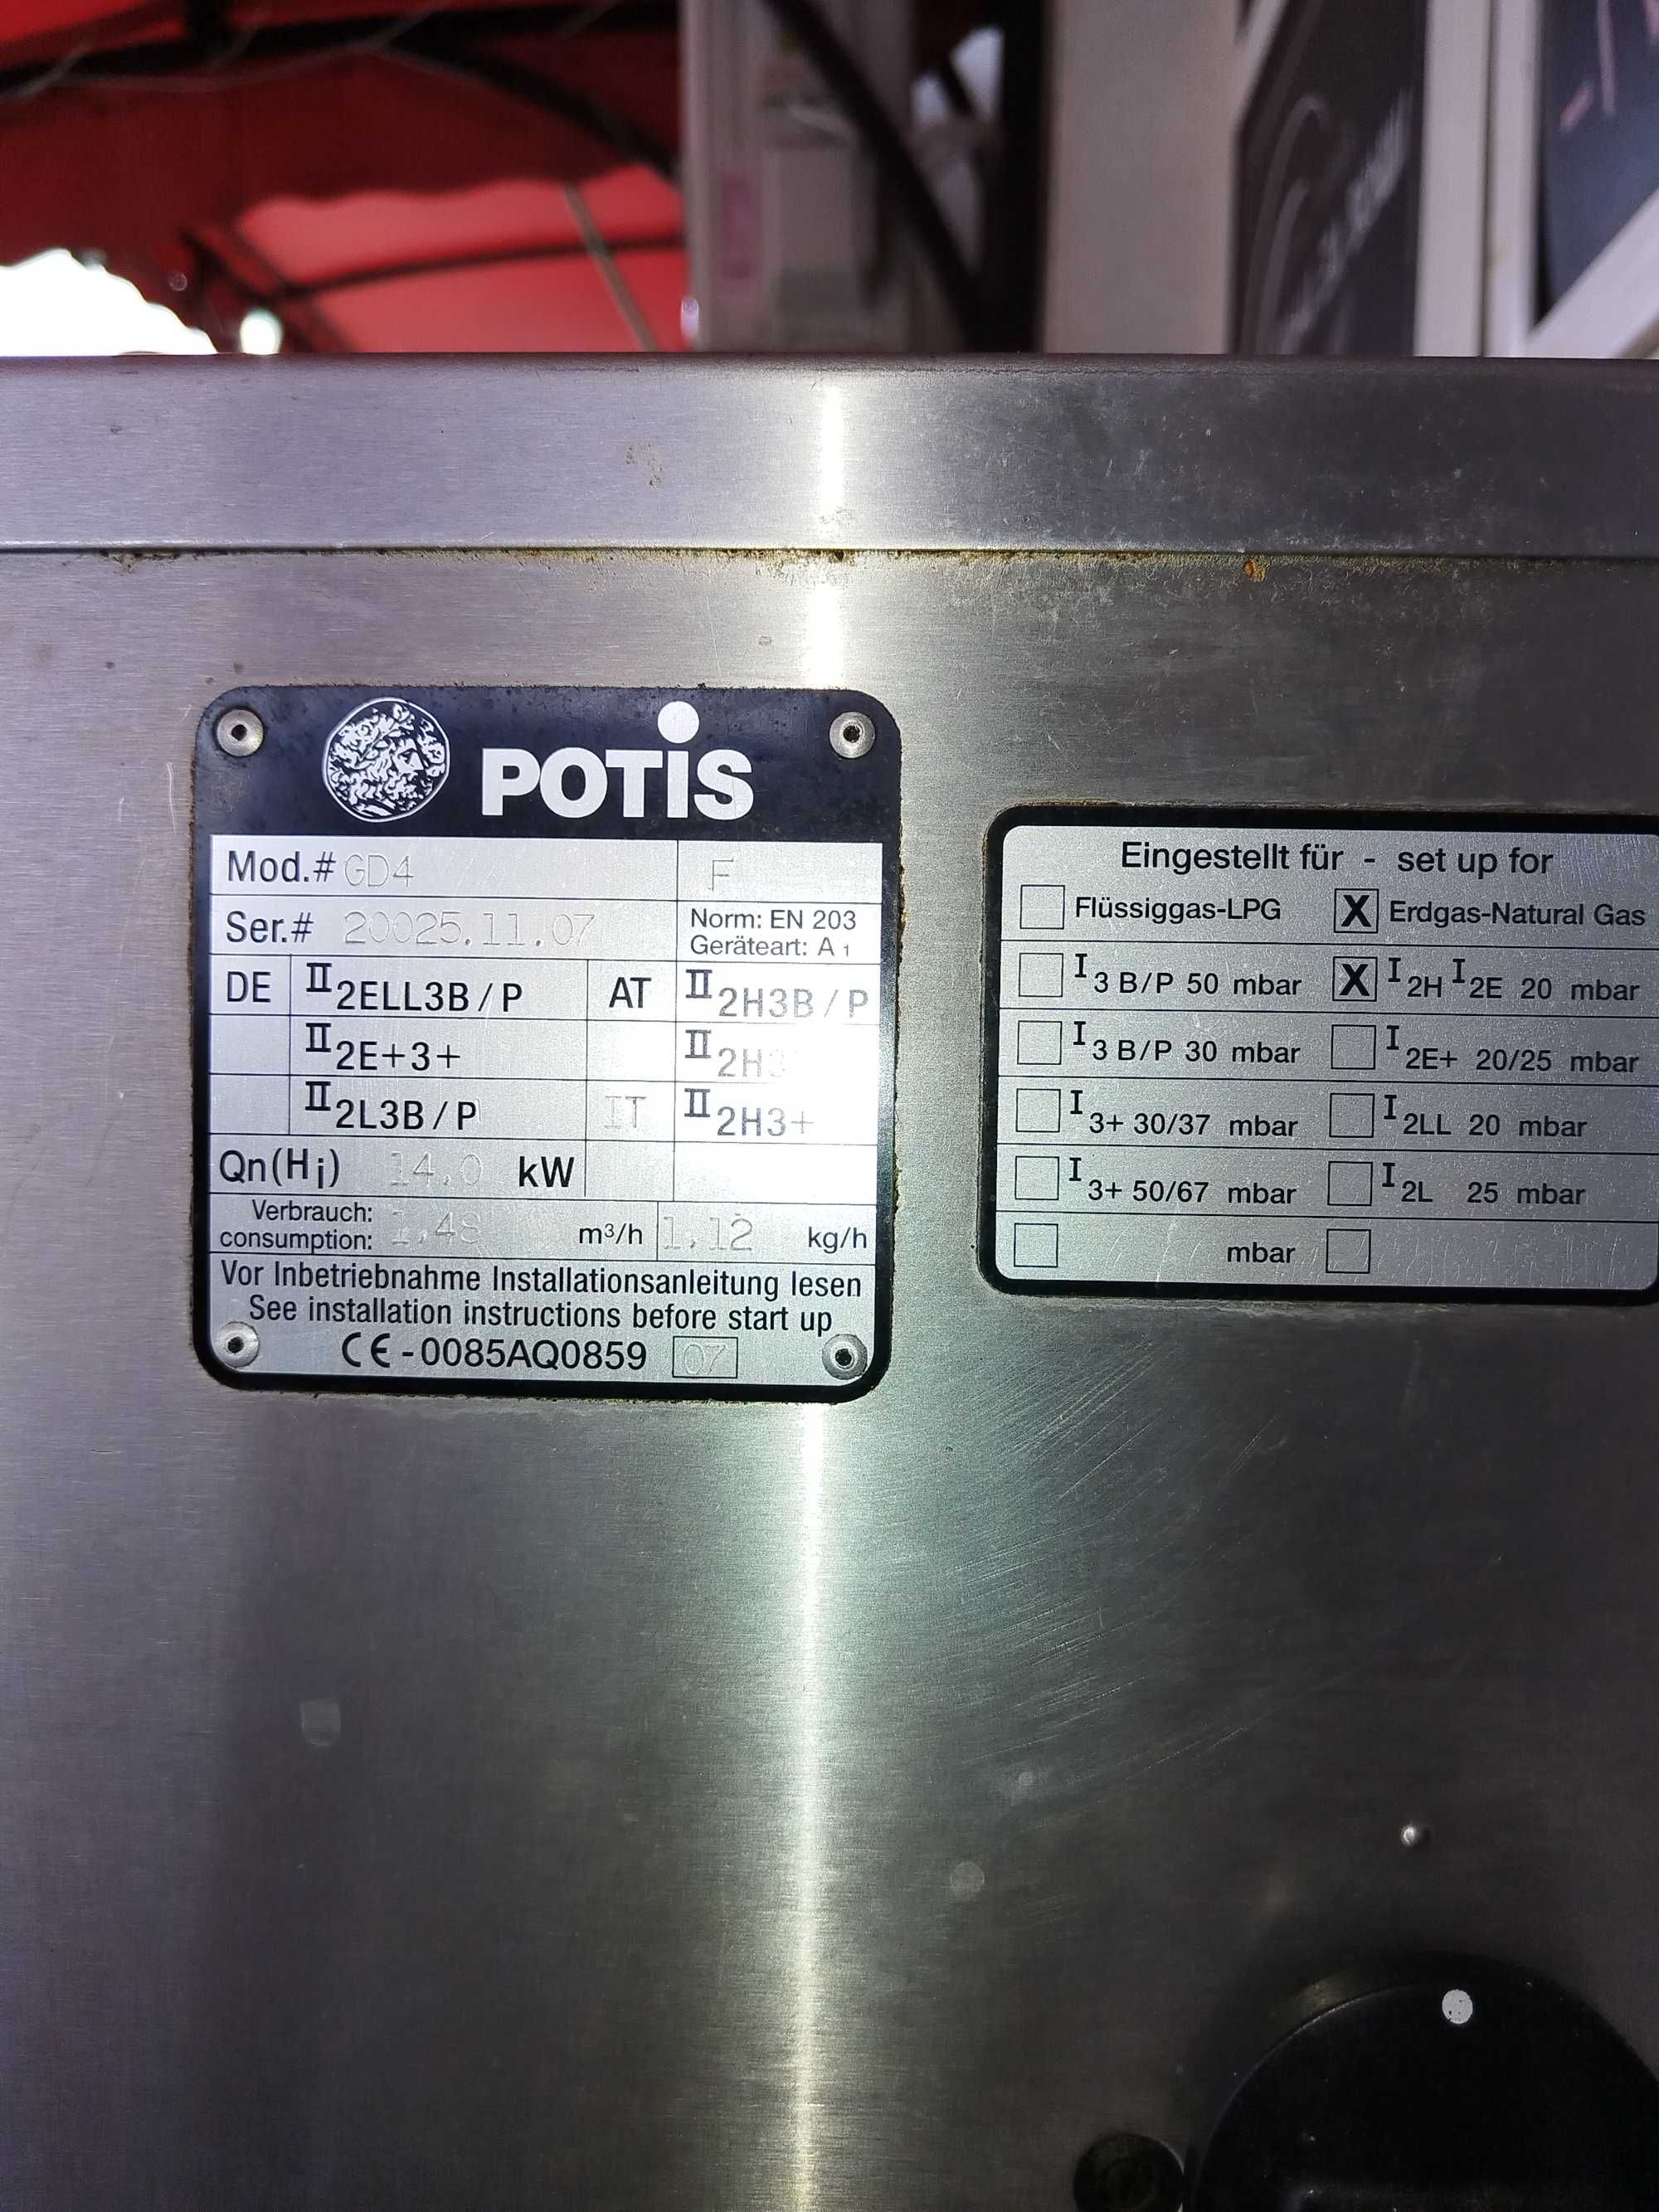 POTIS
Mod.# GD4 F
Ser.# 20025.11.07
Norm: EN 203
Geräteart: A 1
DE II 2ELL3B/P AT II 2H3B/P
II 2E+3+ II 2H3
II 2L3B/P IT II 2H3+
Qn(Hi) 14.0 kW
Verbrauch:
consumption: 1,48 m³/h 1,12 kg/h
Vor Inbetriebnahme Installationsanleitung lesen
See installation instructions before start up
CE-0085AQ0859 07
Eingestellt für - set up for
Flüssiggas-LPG X Erdgas-Natural Gas
I 3 B/P 50 mbar X I 2H I 2E 20 mbar
I 3 B/P 30 mbar I 2E+ 20/25 mbar
I 3+ 30/37 mbar I 2LL 20 mbar
I 3+ 50/67 mbar I 2L 25 mbar
mbar